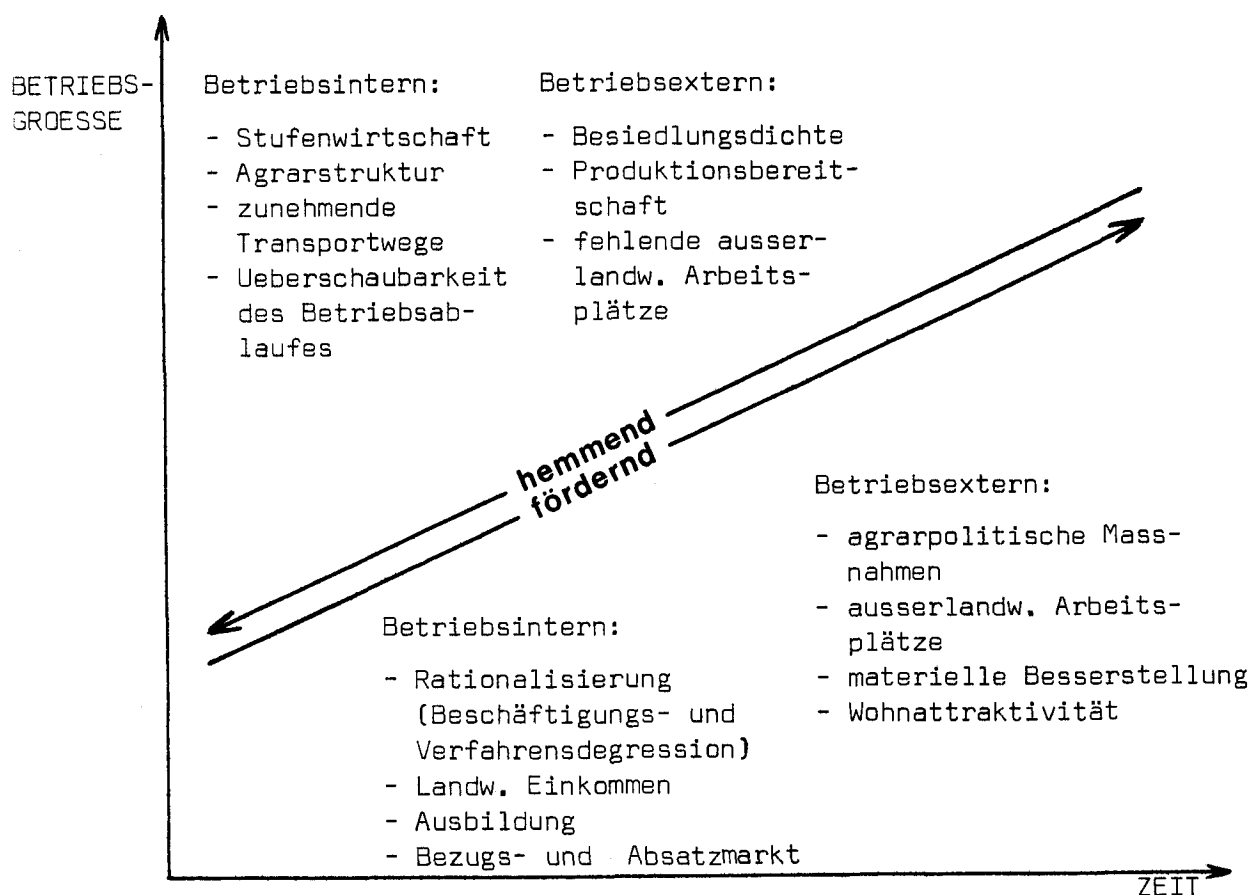 BETRIEBS-
GROESSE
Betriebsintern:
- Stufenwirtschaft
- Agrarstruktur
- zunehmende
Transportwege
- Ueberschaubarkeit
des Betriebsab-
laufes
Betriebsextern:
- Besiedlungsdichte
- Produktionsbereit-
schaft
- fehlende ausser-
landw. Arbeits-
plätze
hemmend
fördernd
Betriebsintern:
- Rationalisierung
(Beschäftigungs- und
Verfahrensdegression)
- Landw. Einkommen
- Ausbildung
- Bezugs- und Absatzmarkt
Betriebsextern:
- agrarpolitische Mass-
nahmen
- ausserlandw. Arbeits-
plätze
- materielle Besserstellung
- Wohnattraktivität
ZEIT